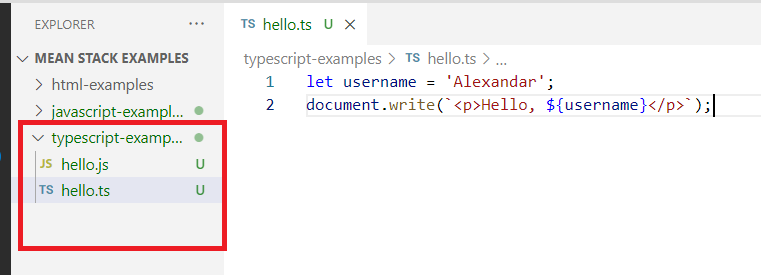 EXPLORER
MEAN STACK EXAMPLES
html-examples
javascript-exampl...
typescript-examp...
JS hello.js U
TS hello.ts U
TS hello.ts U
typescript-examples > TS hello.ts > ...
1 let username = 'Alexandar';
2 document.write(`<p>Hello, ${username}</p>`);